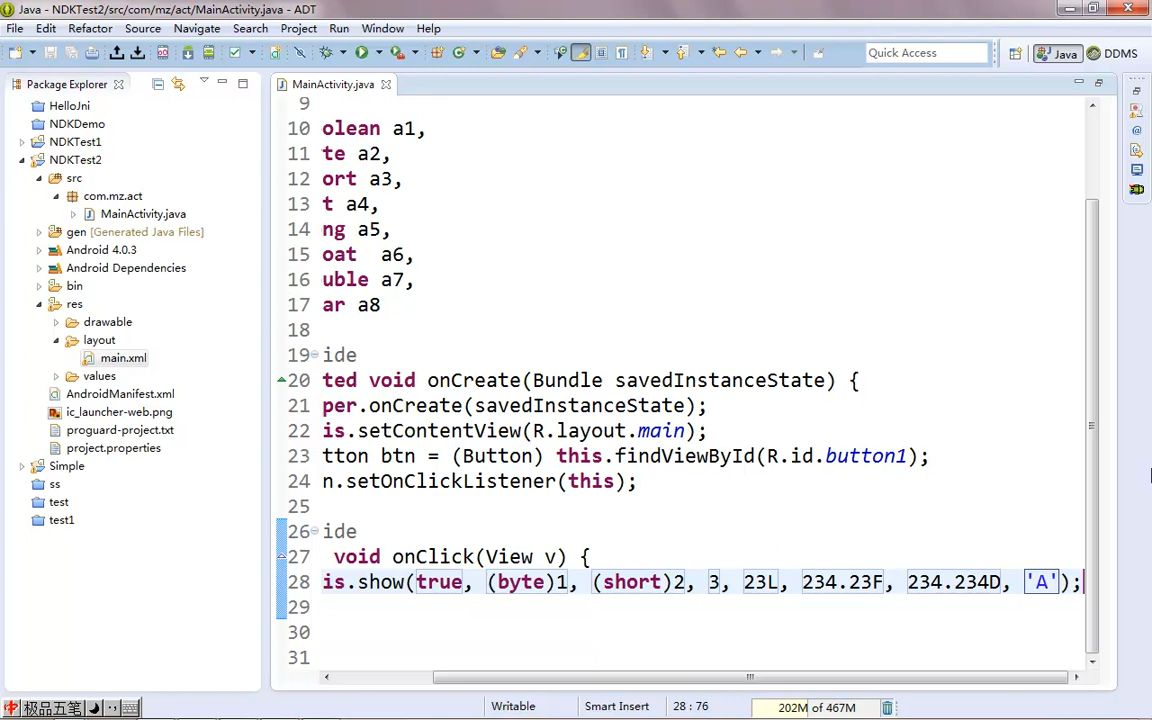 Java - NDKTest2/src/com/mz/act/MainActivity.java - ADT
File Edit Refactor Source Navigate Search Project Run Window Help
Quick Access
Java
DDMS
Package Explorer
MainActivity.java
HelloJni
NDKDemo
NDKTest1
NDKTest2
src
com.mz.act
MainActivity.java
gen [Generated Java Files]
Android 4.0.3
Android Dependencies
bin
res
drawable
layout
main.xml
values
AndroidManifest.xml
ic_launcher-web.png
proguard-project.txt
project.properties
Simple
ss
test
test1
9
10 olean a1,
11 te a2,
12 ort a3,
13 t a4,
14 ng a5,
15 oat  a6,
16 uble a7,
17 ar a8
18
19 ide
20 ted void onCreate(Bundle savedInstanceState) {
21 per.onCreate(savedInstanceState);
22 is.setContentView(R.layout.main);
23 tton btn = (Button) this.findViewById(R.id.button1);
24 n.setOnClickListener(this);
25
26 ide
27 void onClick(View v) {
28 is.show(true, (byte)1, (short)2, 3, 23L, 234.23F, 234.234D, 'A');
29
30
31
中 极品五笔
Writable
Smart Insert
28 : 76
202M of 467M